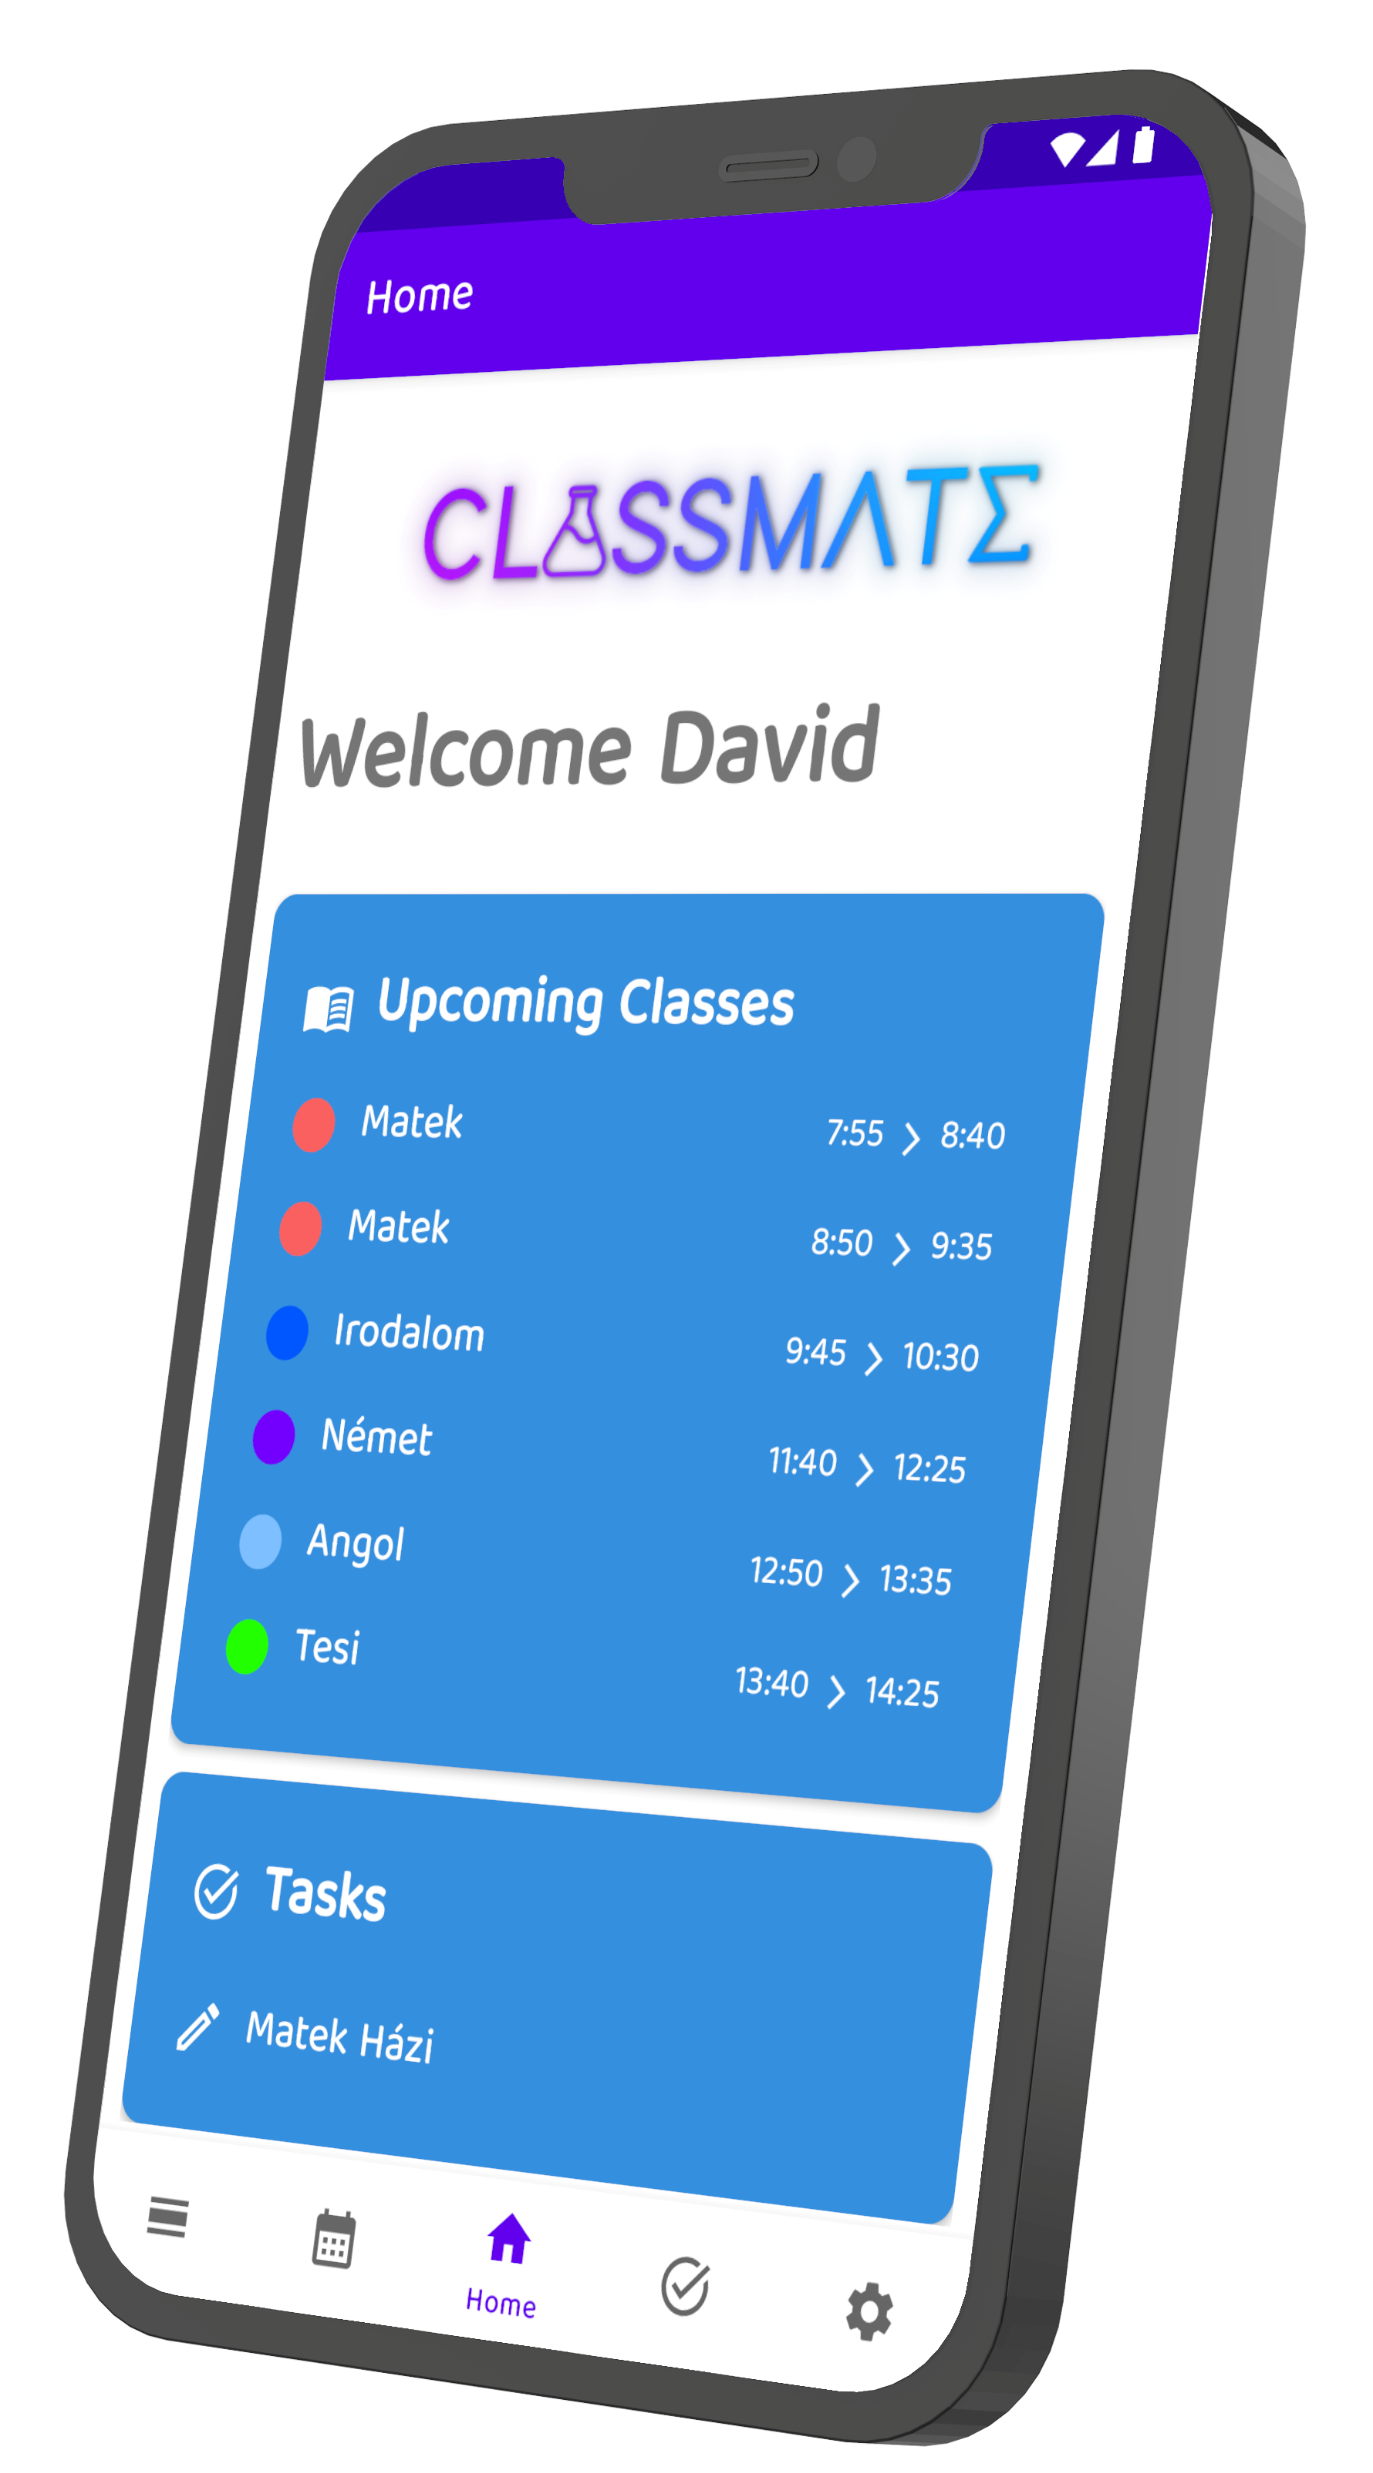 Home
CLASSMATE
Welcome David
Upcoming Classes
Matek 7:55 > 8:40
Matek 8:50 > 9:35
Irodalom 9:45 > 10:30
Német 11:40 > 12:25
Angol 12:50 > 13:35
Tesi 13:40 > 14:25
Tasks
Matek Házi
Home